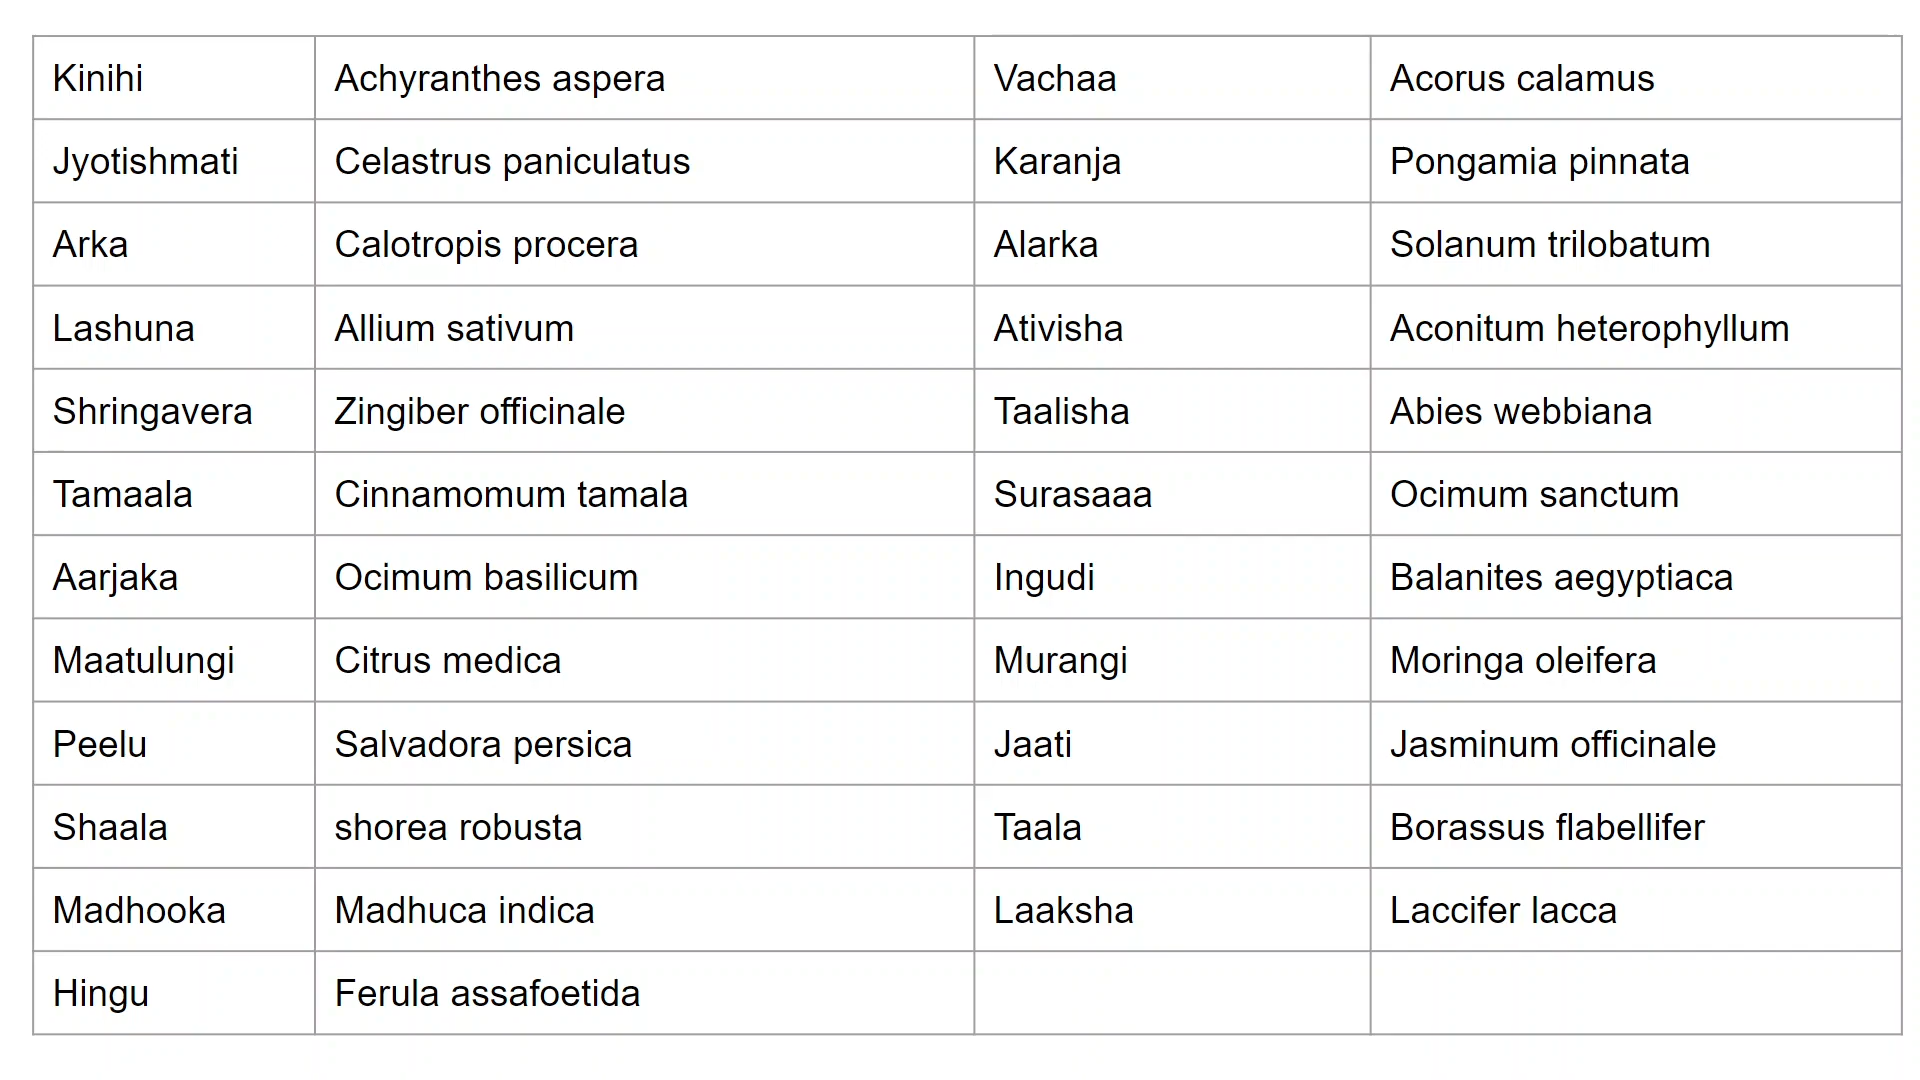 Kinihi Achyranthes aspera Vachaa Acorus calamus
Jyotishmati Celastrus paniculatus Karanja Pongamia pinnata
Arka Calotropis procera Alarka Solanum trilobatum
Lashuna Allium sativum Ativisha Aconitum heterophyllum
Shringavera Zingiber officinale Taalisha Abies webbiana
Tamaala Cinnamomum tamala Surasaaa Ocimum sanctum
Aarjaka Ocimum basilicum Ingudi Balanites aegyptiaca
Maatulungi Citrus medica Murangi Moringa oleifera
Peelu Salvadora persica Jaati Jasminum officinale
Shaala shorea robusta Taala Borassus flabellifer
Madhooka Madhuca indica Laaksha Laccifer lacca
Hingu Ferula assafoetida